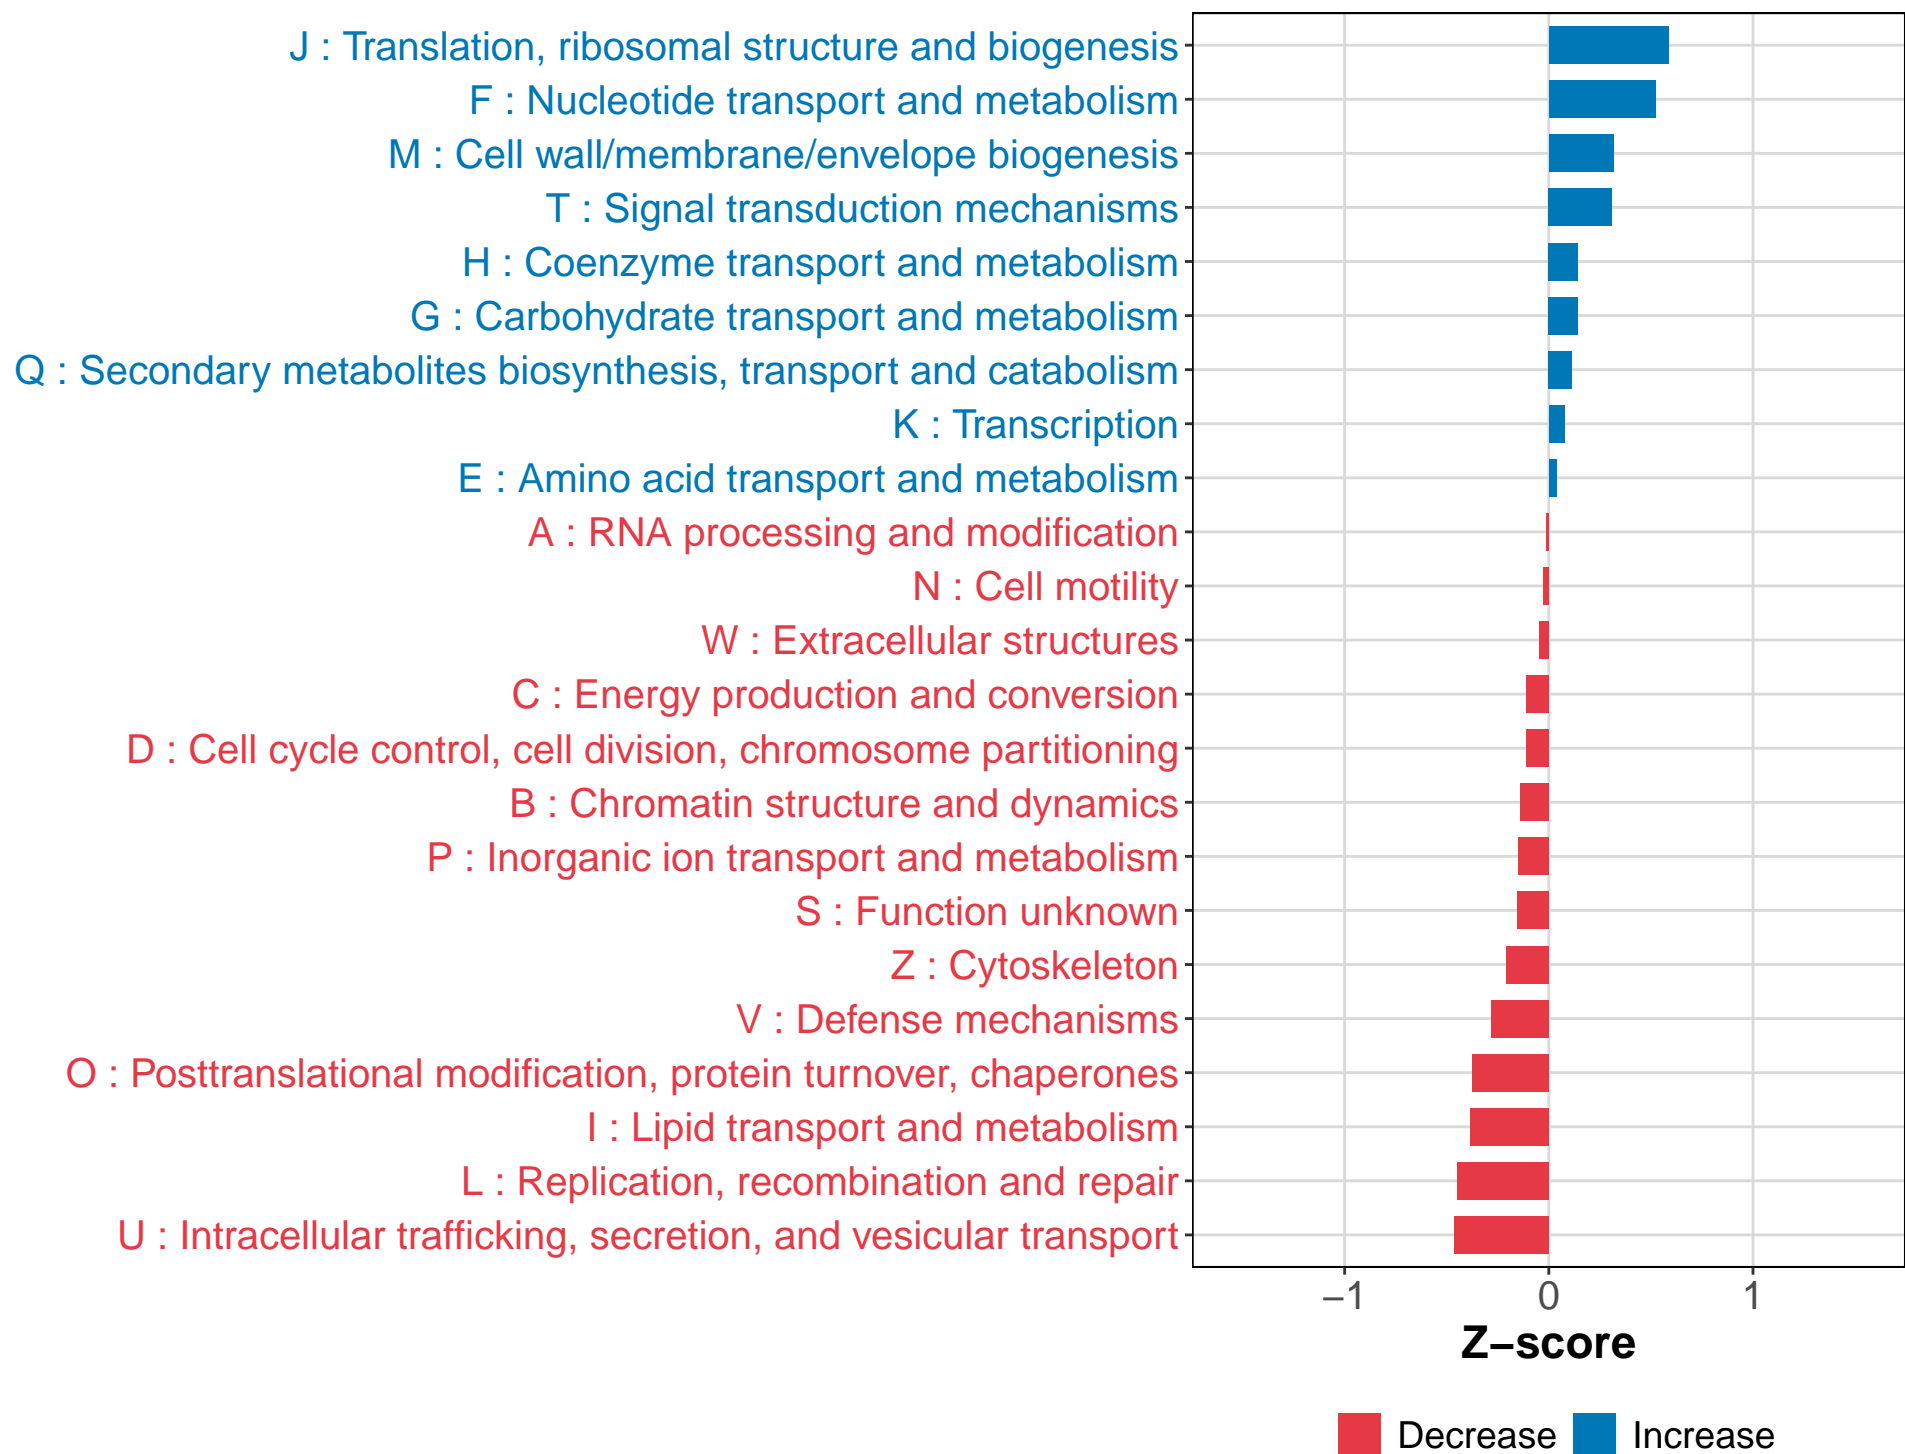 J : Translation, ribosomal structure and biogenesis
F : Nucleotide transport and metabolism
M : Cell wall/membrane/envelope biogenesis
T : Signal transduction mechanisms
H : Coenzyme transport and metabolism
G : Carbohydrate transport and metabolism
Q : Secondary metabolites biosynthesis, transport and catabolism
K : Transcription
E : Amino acid transport and metabolism
A : RNA processing and modification
N : Cell motility
W : Extracellular structures
C : Energy production and conversion
D : Cell cycle control, cell division, chromosome partitioning
B : Chromatin structure and dynamics
P : Inorganic ion transport and metabolism
S : Function unknown
Z : Cytoskeleton
V : Defense mechanisms
O : Posttranslational modification, protein turnover, chaperones
I : Lipid transport and metabolism
L : Replication, recombination and repair
U : Intracellular trafficking, secretion, and vesicular transport
−1 0 1
Z−score
Decrease Increase